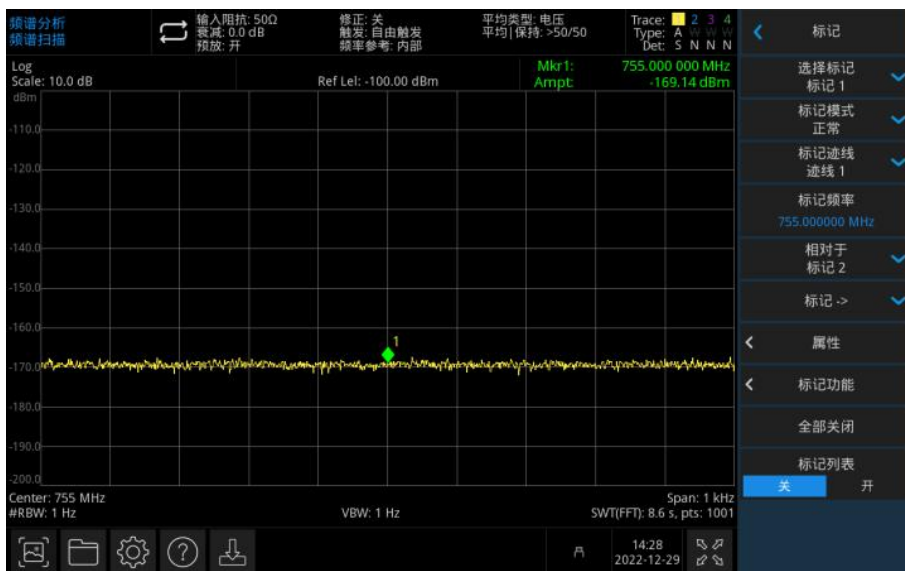 频谱分析
频谱扫描
输入阻抗: 50Ω
衰减: 0.0 dB
预放: 开
修正: 关
触发: 自由触发
频率参考: 内部
平均类型: 电压
平均|保持: >50/50
Trace: 1 2 3 4
Type: A W W W
Det: S N N N
Log
Scale: 10.0 dB
Ref Lel: -100.00 dBm
Mkr1: 755.000 000 MHz
Ampt: -169.14 dBm
dBm
-110.0
-120.0
-130.0
-140.0
-150.0
-160.0
1
-170.0
-180.0
-190.0
-200.0
Center: 755 MHz
Span: 1 kHz
#RBW: 1 Hz
VBW: 1 Hz
SWT(FFT): 8.6 s, pts: 1001
14:28
2022-12-29
标记
选择标记
标记 1
标记模式
正常
标记迹线
迹线 1
标记频率
755.000000 MHz
相对于
标记 2
标记 ->
属性
标记功能
全部关闭
标记列表
关 开